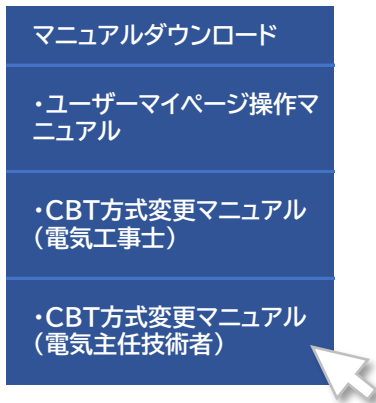 マニュアルダウンロード
・ユーザーマイページ操作マ
ニュアル
・CBT方式変更マニュアル
（電気工事士）
・CBT方式変更マニュアル
（電気主任技術者）